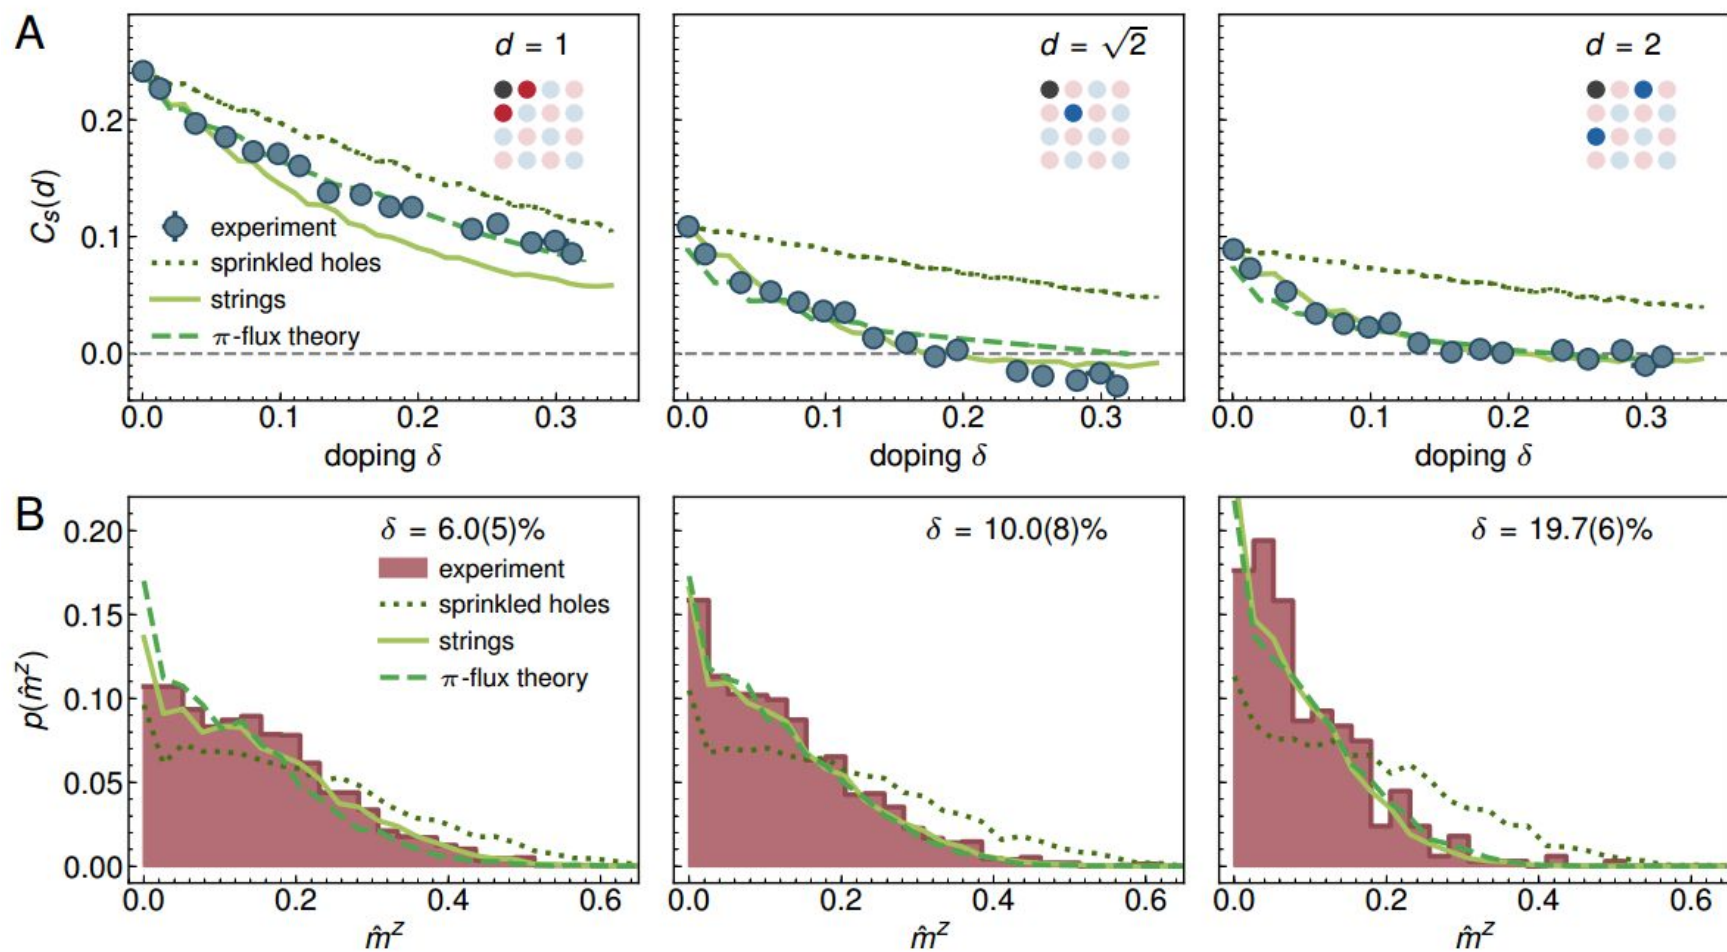 A
d = 1
d = √2
d = 2
C_s(d)
0.2
0.1
0.0
experiment
sprinkled holes
strings
π-flux theory
0.0 0.1 0.2 0.3
0.0 0.1 0.2 0.3
0.0 0.1 0.2 0.3
doping δ
doping δ
doping δ
B
δ = 6.0(5)%
δ = 10.0(8)%
δ = 19.7(6)%
p(m̂^z)
0.20
0.15
0.10
0.05
0.00
experiment
sprinkled holes
strings
π-flux theory
0.0 0.2 0.4 0.6
0.0 0.2 0.4 0.6
0.0 0.2 0.4 0.6
m̂^z
m̂^z
m̂^z